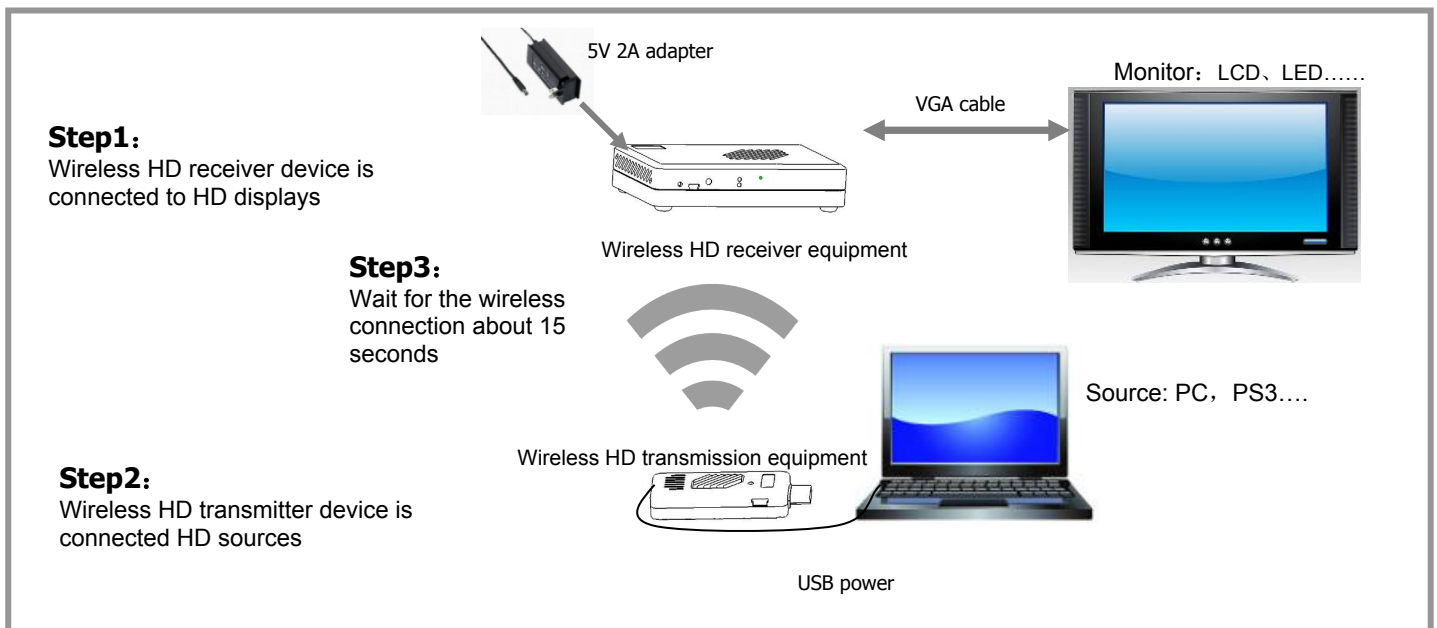 5V 2A adapter
Monitor：LCD、LED……
VGA cable
Step1：
Wireless HD receiver device is
connected to HD displays
Wireless HD receiver equipment
Step3：
Wait for the wireless
connection about 15
seconds
Source: PC，PS3….
Wireless HD transmission equipment
Step2：
Wireless HD transmitter device is
connected HD sources
USB power